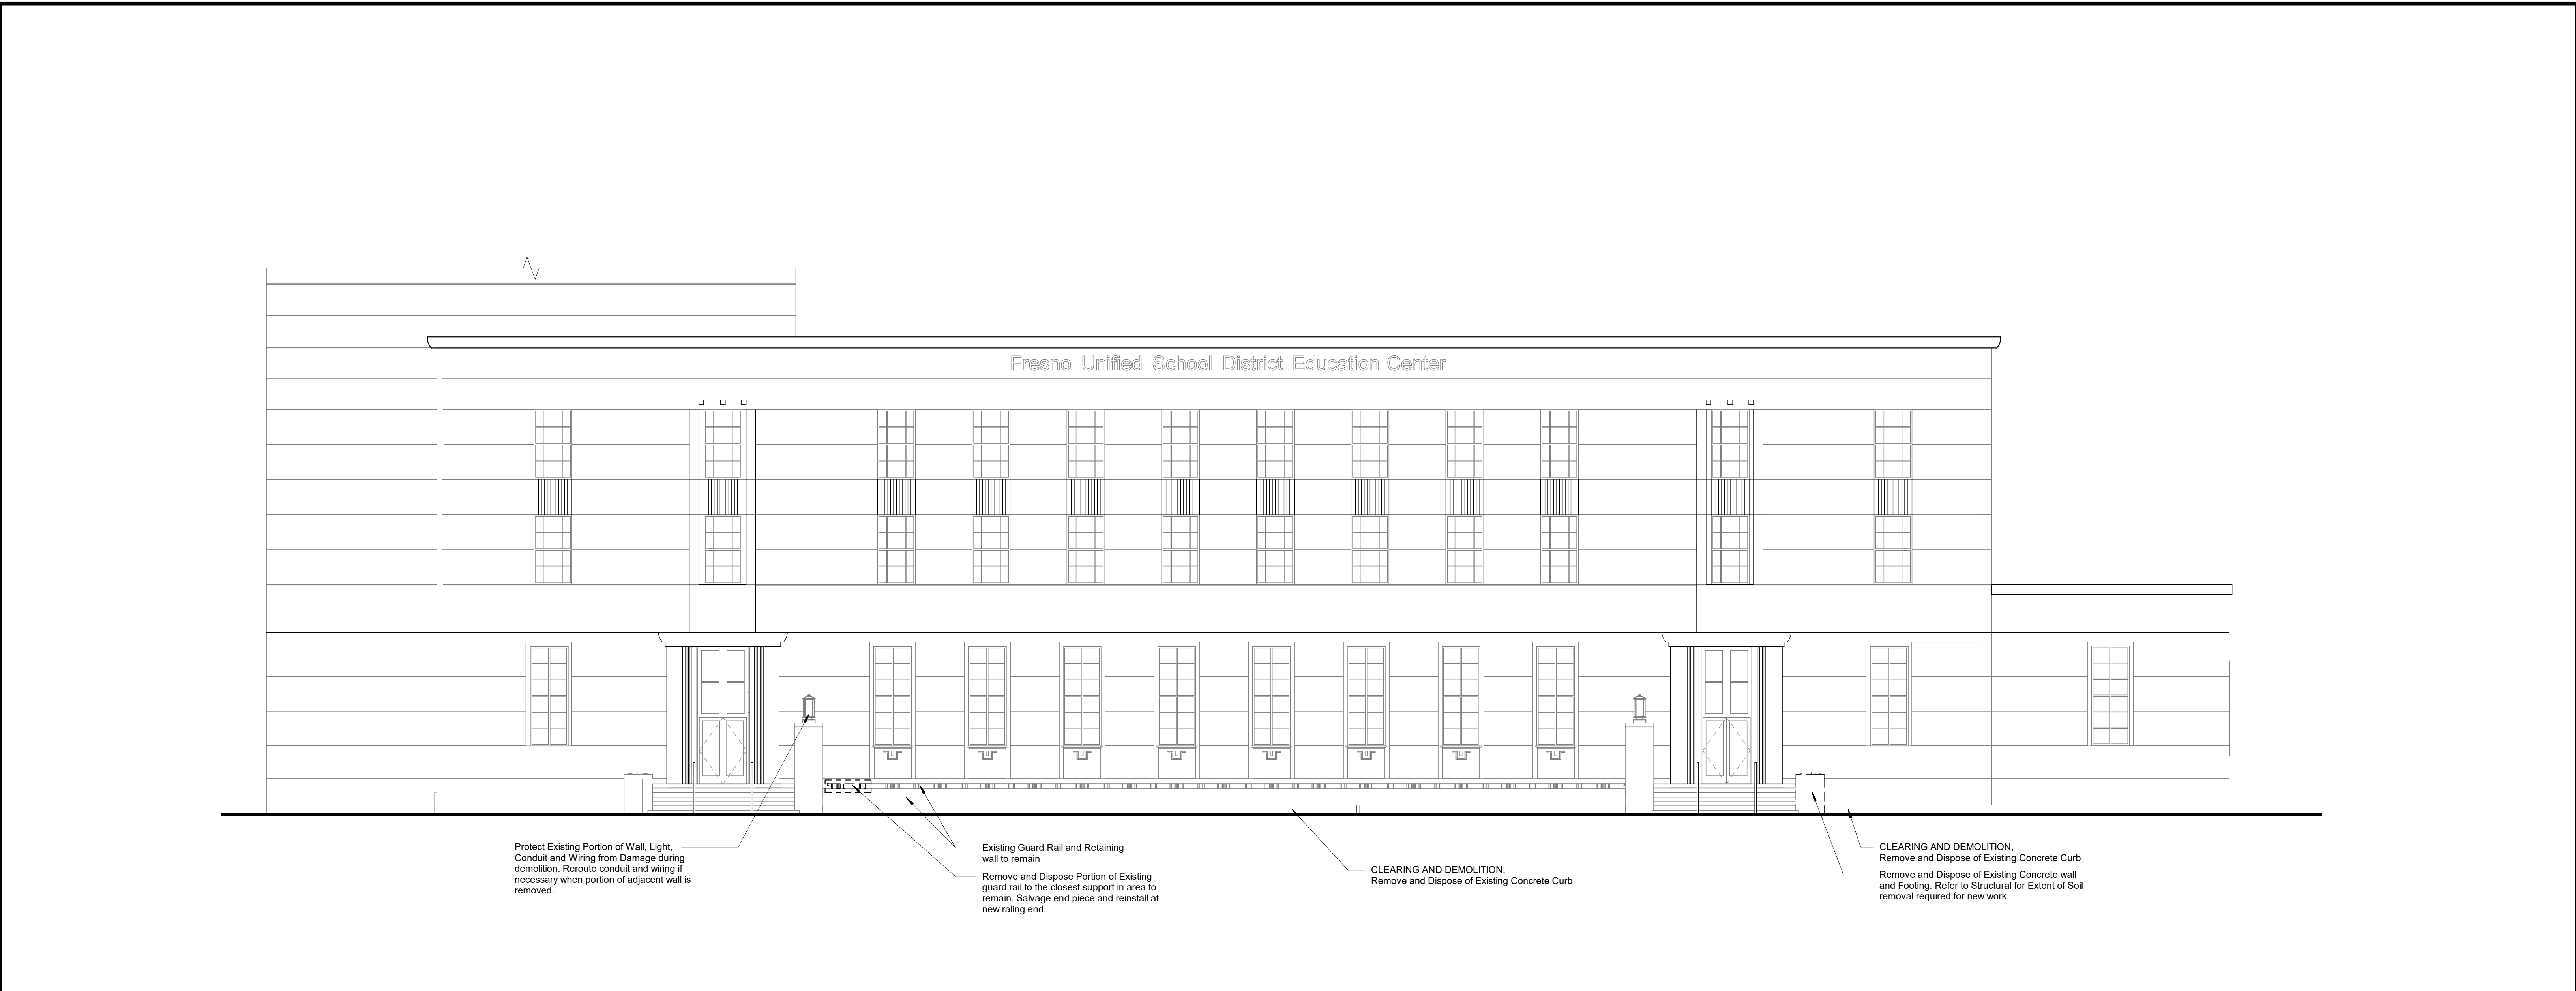 Fresno Unified School District Education Center
Protect Existing Portion of Wall, Light,
Conduit and Wiring from Damage during
demolition. Reroute conduit and wiring if
necessary when portion of adjacent wall is
removed.
Existing Guard Rail and Retaining
wall to remain
Remove and Dispose Portion of Existing
guard rail to the closest support in area to
remain. Salvage end piece and reinstall at
new raling end.
CLEARING AND DEMOLITION,
Remove and Dispose of Existing Concrete Curb
CLEARING AND DEMOLITION,
Remove and Dispose of Existing Concrete Curb
Remove and Dispose of Existing Concrete wall
and Footing. Refer to Structural for Extent of Soil
removal required for new work.